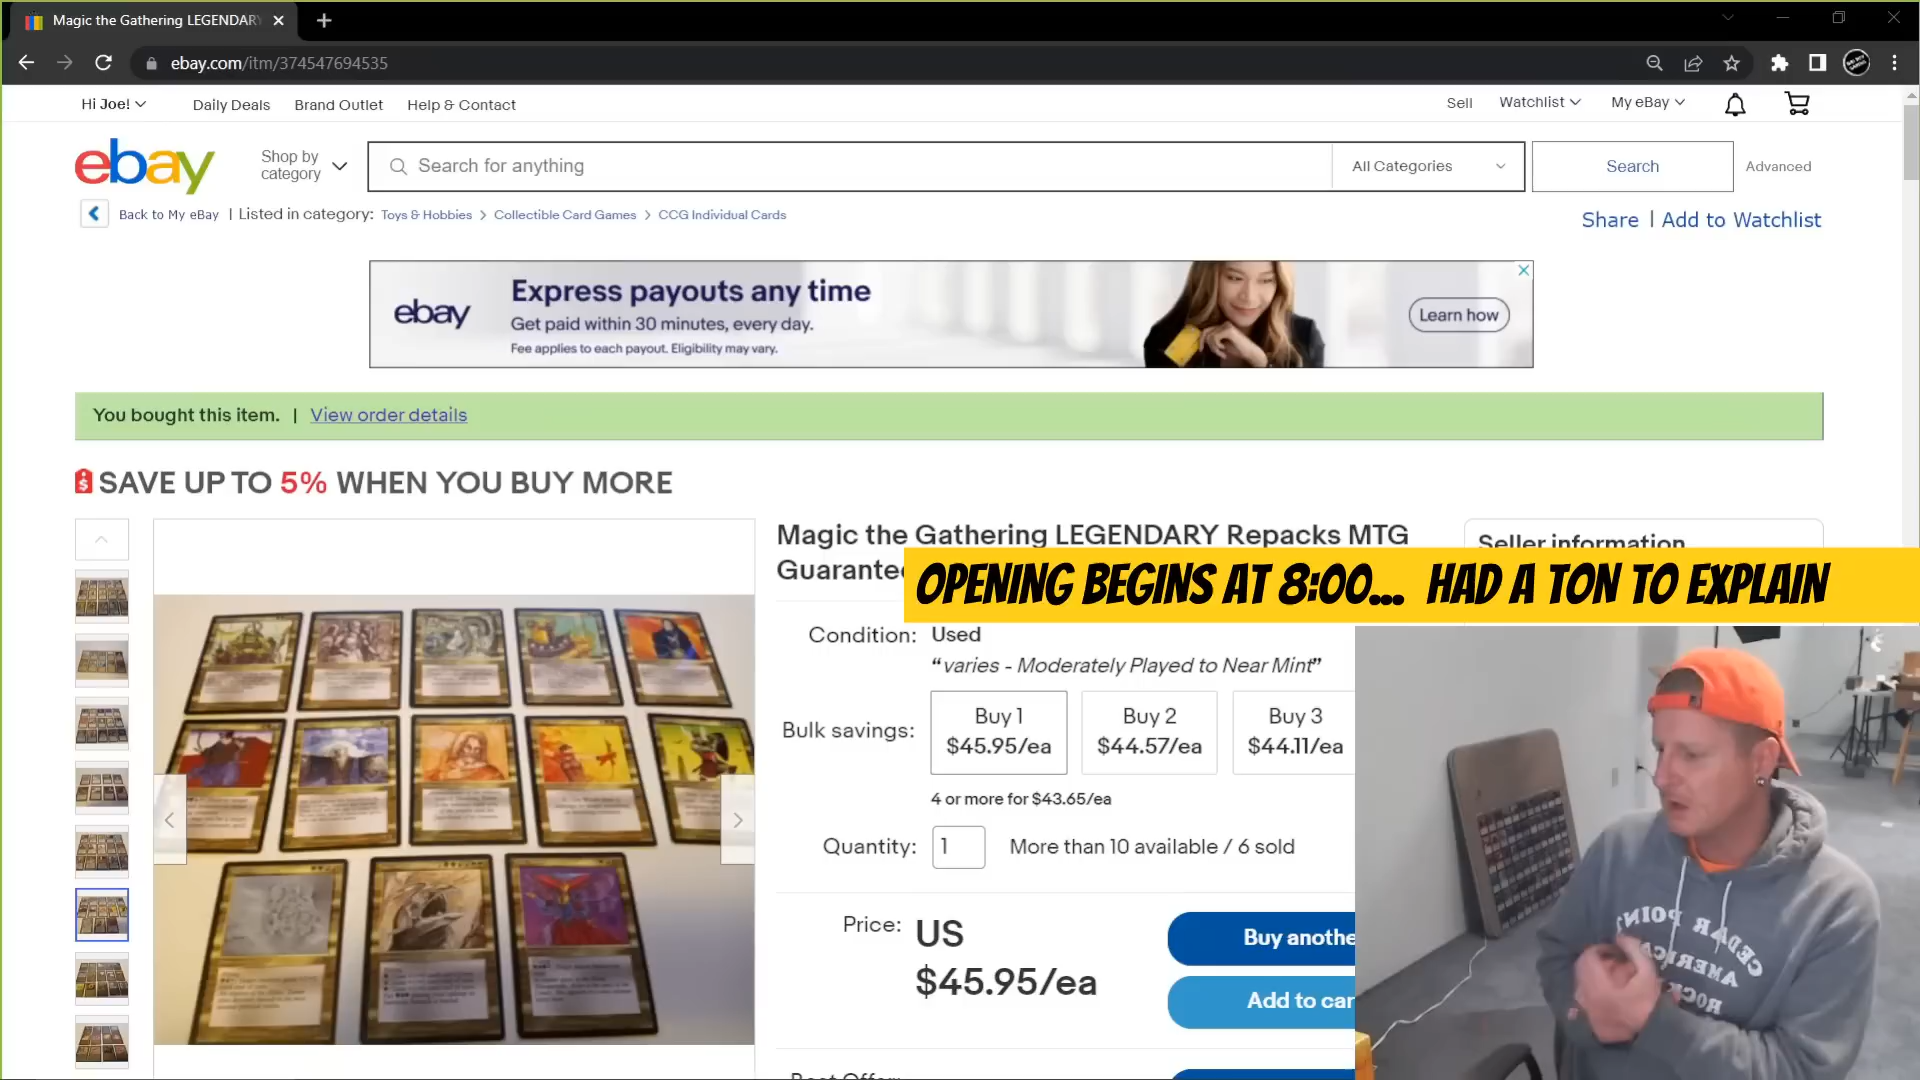 Magic the Gathering LEGENDARY
ebay.com/itm/374547694535
Hi Joe!
Daily Deals
Brand Outlet
Help & Contact
Sell
Watchlist
My eBay
ebay
Shop by
category
Search for anything
All Categories
Search
Advanced
Back to My eBay | Listed in category: Toys & Hobbies > Collectible Card Games > CCG Individual Cards
Share | Add to Watchlist
ebay
Express payouts any time
Get paid within 30 minutes, every day.
Fee applies to each payout. Eligibility may vary.
Learn how
You bought this item. | View order details
SAVE UP TO 5% WHEN YOU BUY MORE
Magic the Gathering LEGENDARY Repacks MTG
Seller information
OPENING BEGINS AT 8:00... HAD A TON TO EXPLAIN
Condition: Used
"varies - Moderately Played to Near Mint"
Bulk savings:
Buy 1
$45.95/ea
Buy 2
$44.57/ea
Buy 3
$44.11/ea
4 or more for $43.65/ea
Quantity: 1 More than 10 available / 6 sold
Price: US
$45.95/ea
Buy anothe
Add to car
CEDAR POINT
AMERICA
ROCK